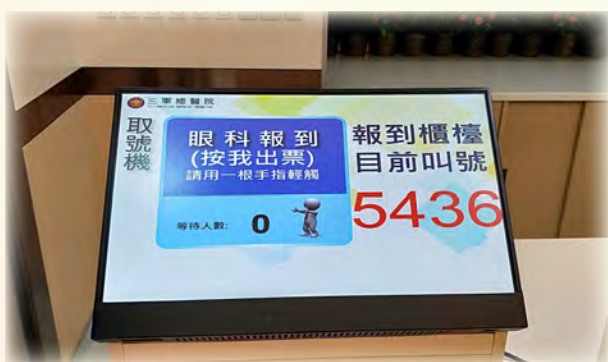 三軍總醫院
取號機
眼科報到
(按我出票)
請用一根手指輕觸
等待人數: 0
報到櫃檯
目前叫號
5436